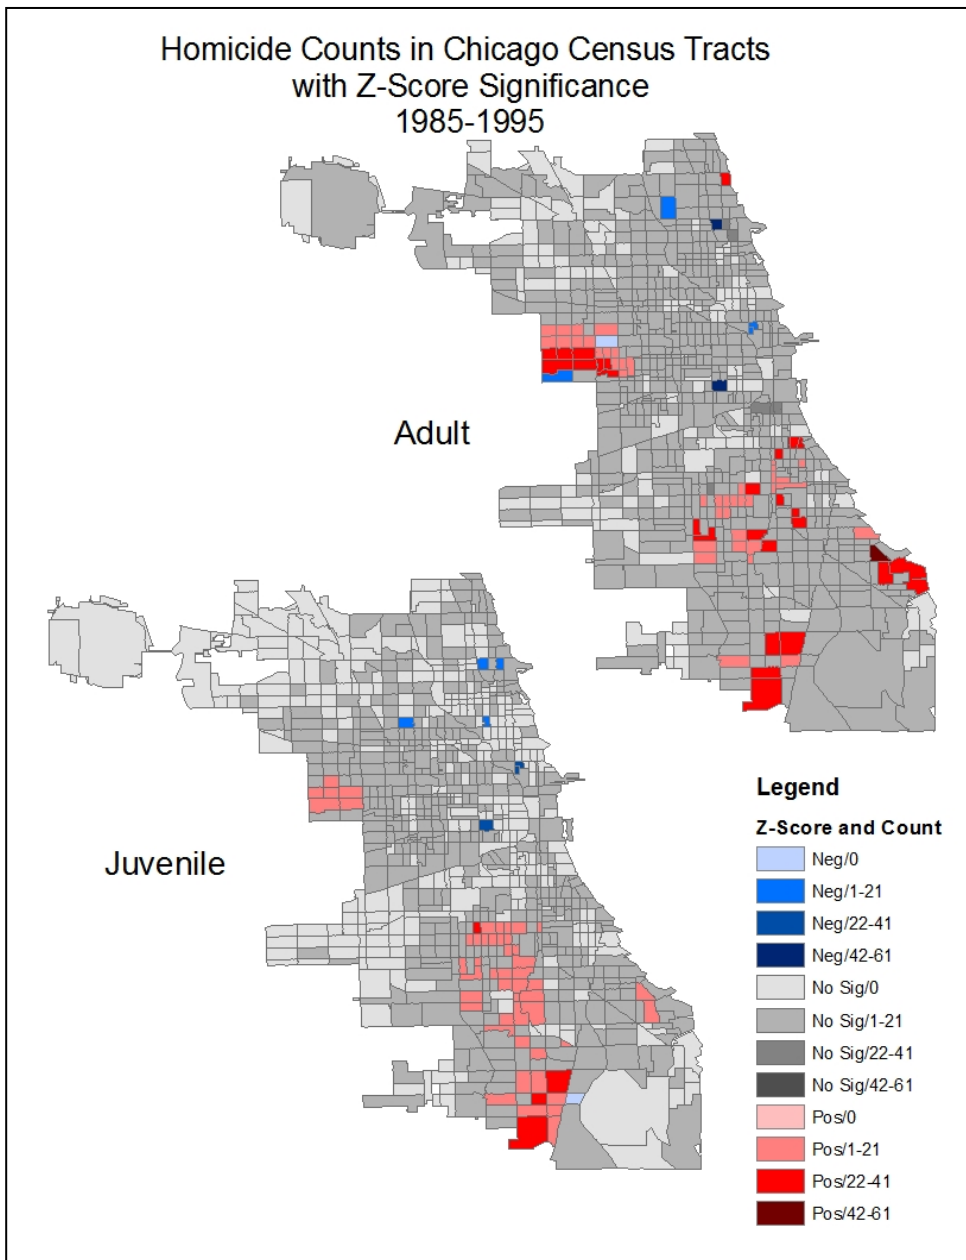 Homicide Counts in Chicago Census Tracts
with Z-Score Significance
1985-1995
Adult
Juvenile
Legend
Z-Score and Count
Neg/0
Neg/1-21
Neg/22-41
Neg/42-61
No Sig/0
No Sig/1-21
No Sig/22-41
No Sig/42-61
Pos/0
Pos/1-21
Pos/22-41
Pos/42-61